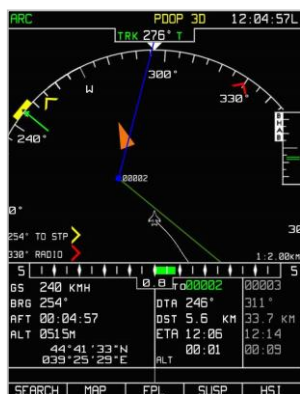 ARC PDOP 3D 12:04:57L
TRK 276° T
300°
W
330°
240°
00002
0°
30
254° TO STP
330° RADIO
1:2.00KM
5 5
0.8
GS 240 KMH TO00002 00003
BRG 254° DTA 246° 311°
AFT 00:04:57 DST 5.6 KM 33.7 KM
ALT 0515M ETA 12:06 12:14
44°41'33"N 00:01 00:09
039°25'29"E ALT
SEARCH MAP FPL SUSP HSI